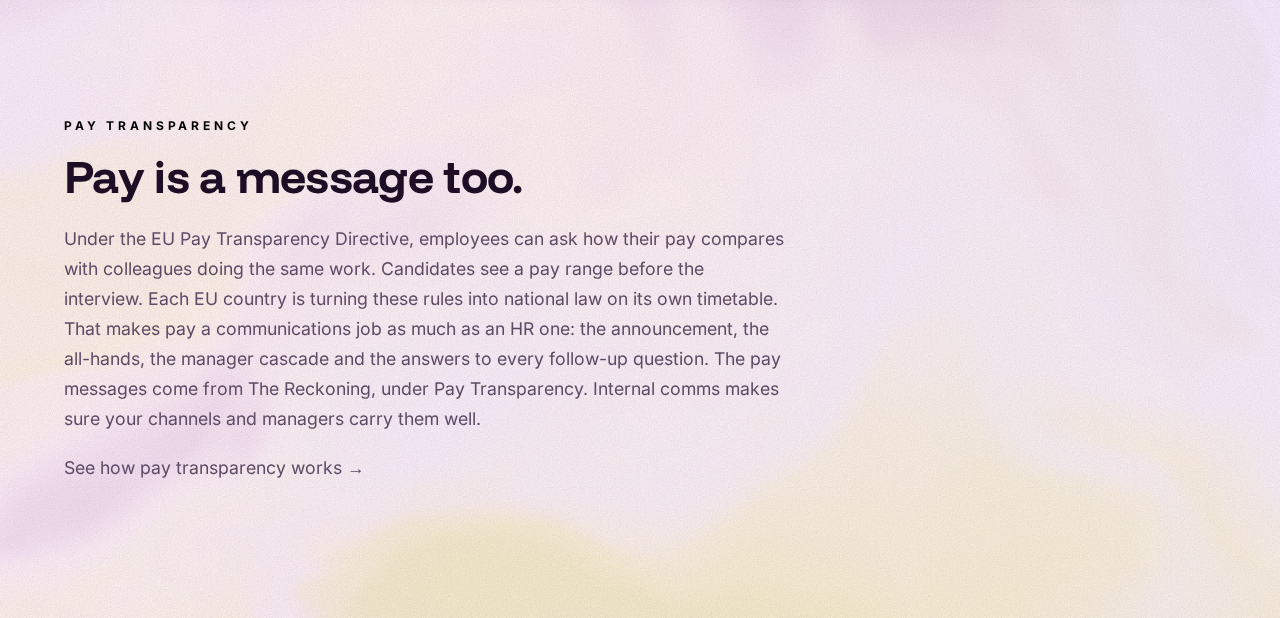 PAY TRANSPARENCY
Pay is a message too.
Under the EU Pay Transparency Directive, employees can ask how their pay compares
with colleagues doing the same work. Candidates see a pay range before the
interview. Each EU country is turning these rules into national law on its own timetable.
That makes pay a communications job as much as an HR one: the announcement, the
all-hands, the manager cascade and the answers to every follow-up question. The pay
messages come from The Reckoning, under Pay Transparency. Internal comms makes
sure your channels and managers carry them well.
See how pay transparency works →